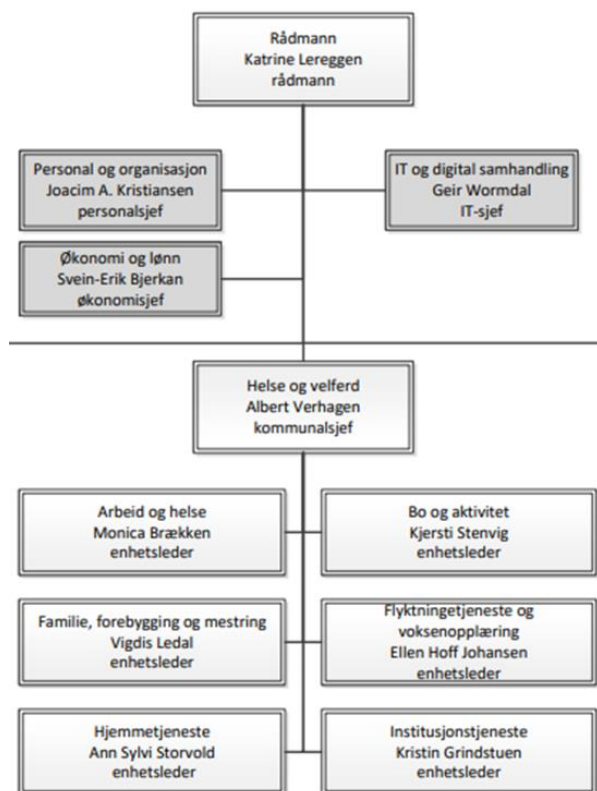 Rådmann
Katrine Lereggen
rådmann
Personal og organisasjon
Joacim A. Kristiansen
personalsjef
IT og digital samhandling
Geir Wormdal
IT-sjef
Økonomi og lønn
Svein-Erik Bjerkan
økonomisjef
Helse og velferd
Albert Verhagen
kommunalsjef
Arbeid og helse
Monica Brækken
enhetsleder
Bo og aktivitet
Kjersti Stenvig
enhetsleder
Familie, forebygging og mestring
Vigdis Ledal
enhetsleder
Flyktningetjeneste og
voksenopplæring
Ellen Hoff Johansen
enhetsleder
Hjemmetjeneste
Ann Sylvi Storvold
enhetsleder
Institusjonstjeneste
Kristin Grindstuen
enhetsleder